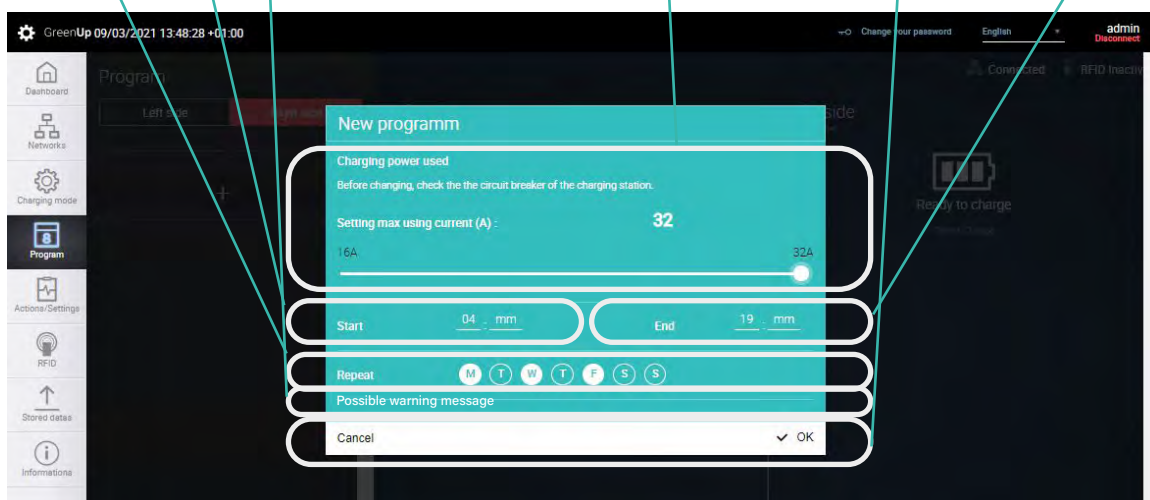 GreenUp 09/03/2021 13:48:28 +01:00
Change your password
English
admin
Disconnect
Dashboard
Networks
Charging mode
8
Program
Actions/Settings
RFID
Stored datas
Informations
Program
Connected
RFID Inactiv
Left side
side
Ready to charge
New programm
Charging power used
Before changing, check the the circuit breaker of the charging station.
Setting max using current (A) : 32
16A 32A
Start 04 : mm End 19 : mm
Repeat M T W T F S S
Possible warning message
Cancel OK